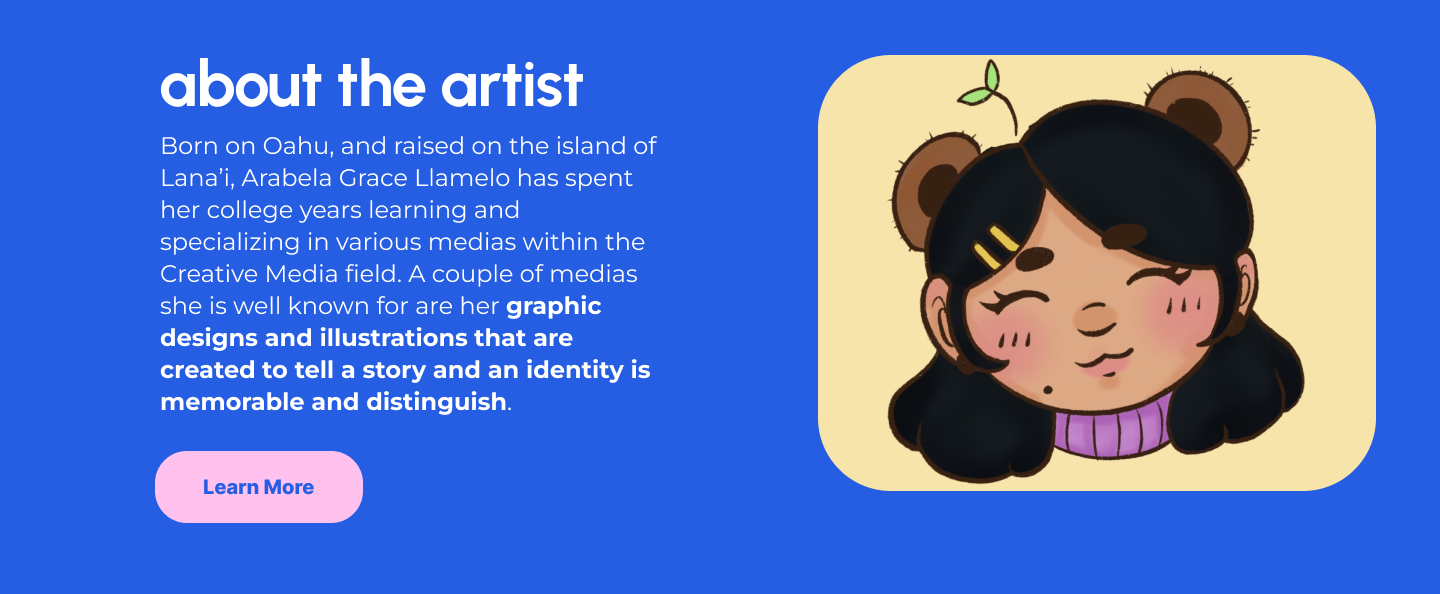 about the artist
Born on Oahu, and raised on the island of
Lana’i, Arabela Grace Llamelo has spent
her college years learning and
specializing in various medias within the
Creative Media field. A couple of medias
she is well known for are her graphic
designs and illustrations that are
created to tell a story and an identity is
memorable and distinguish.
Learn More